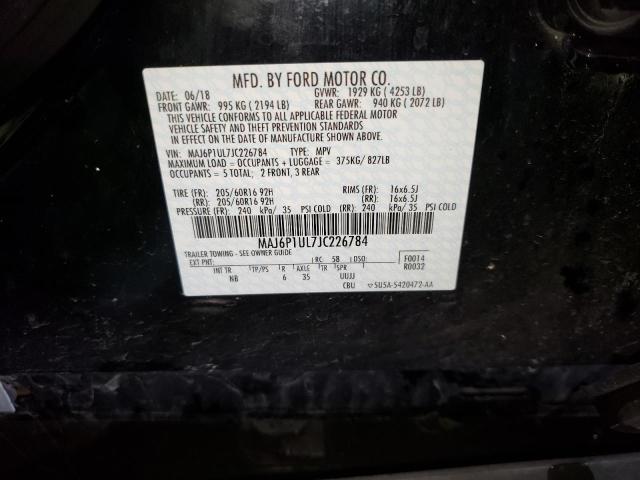 MFD. BY FORD MOTOR CO.
DATE: 06/18 GVWR: 1929 KG ( 4253 LB)
FRONT GAWR: 995 KG ( 2194 LB) REAR GAWR: 940 KG ( 2072 LB)
THIS VEHICLE CONFORMS TO ALL APPLICABLE FEDERAL MOTOR
VEHICLE SAFETY AND THEFT PREVENTION STANDARDS
IN EFFECT ON THE DATE OF MANUFACTURE SHOWN ABOVE.
VIN: MAJ6P1UL7JC226784 TYPE: MPV
MAXIMUM LOAD = OCCUPANTS + LUGGAGE = 375KG/ 827LB
OCCUPANTS = 5 TOTAL; 2 FRONT, 3 REAR
TIRE (FR): 205/60R16 92H RIMS (FR): 16x6.5J
(RR): 205/60R16 92H (RR): 16x6.5J
PRESSURE (FR): 240 kPa/ 35 PSI COLD (RR): 240 kPa/ 35 PSI COLD
MAJ6P1UL7JC226784
TRAILER TOWING - SEE OWNER GUIDE
EXT PNT: RC: 58 DSO: F0014
R0032
INT TR TP/PS R AXLE TR SPR
NB 6 35 UUJJ
CBU 5U5A-5420472-AA